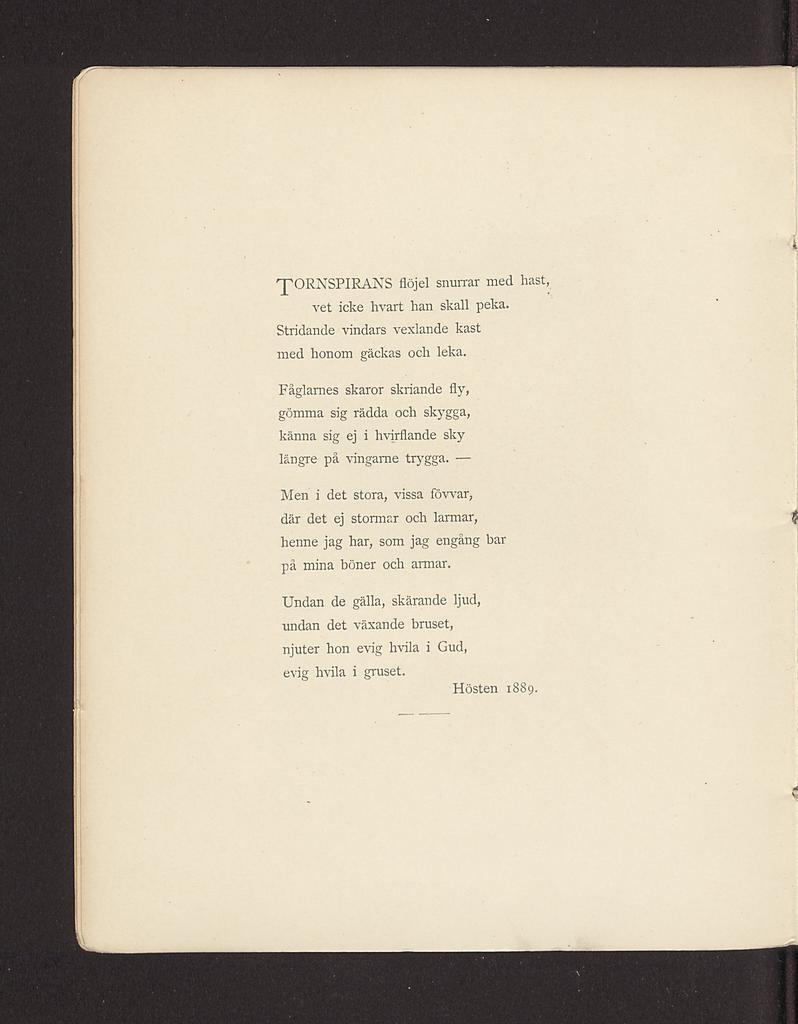 TORNSPIRANS flöjel snurrar med hast,
vet icke hvart han skall peka.
Stridande vindars vexlande kast
med honom gäckas och leka.
Fåglarnes skaror skriande fly,
gömma sig rädda och skygga,
känna sig ej i hvirflande sky
längre på vingarne trygga. —
Men i det stora, vissa förvar,
där det ej stormar och larmar,
henne jag har, som jag engång bar
på mina böner och armar.
Undan de gälla, skärande ljud,
undan det växande bruset,
njuter hon evig hvila i Gud,
evig hvila i gruset.
Hösten 1889.